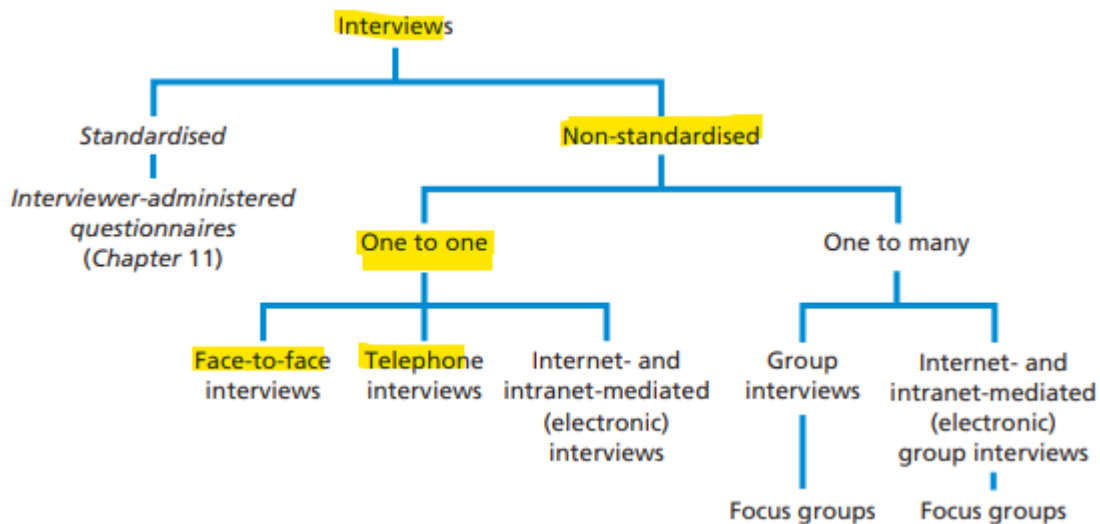 Interviews
Standardised
Non-standardised
Interviewer-administered
questionnaires
(Chapter 11)
One to one
One to many
Face-to-face
interviews
Telephone
interviews
Internet- and
intranet-mediated
(electronic)
interviews
Group
interviews
Internet- and
intranet-mediated
(electronic)
group interviews
Focus groups
Focus groups